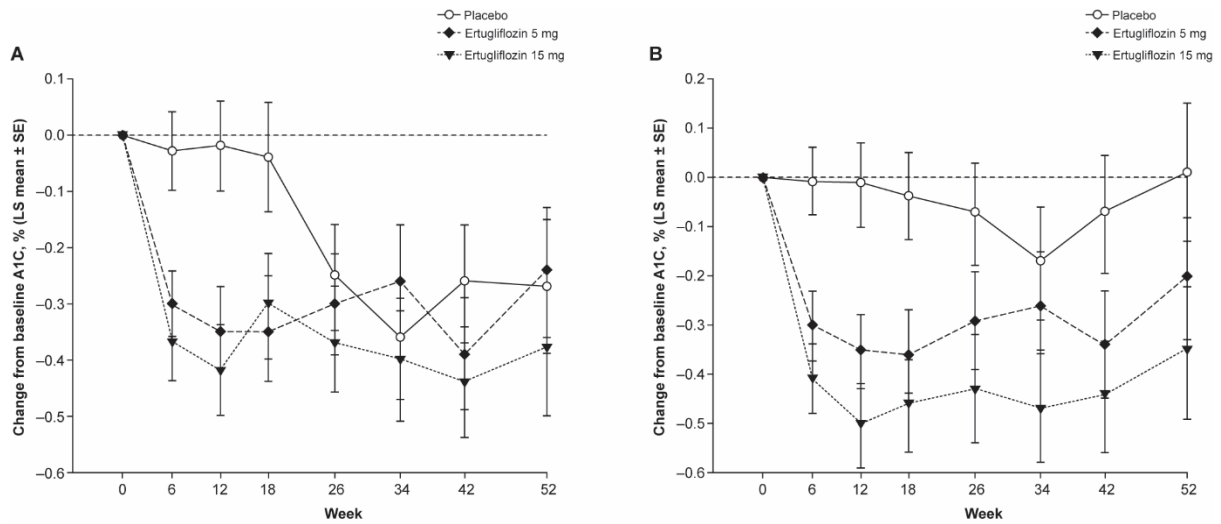 Placebo
Ertugliflozin 5 mg
Ertugliflozin 15 mg
A
0.1
0.0
–0.1
–0.2
–0.3
–0.4
–0.5
–0.6
Change from baseline A1C, % (LS mean ± SE)
0 6 12 18 26 34 42 52
Week
Placebo
Ertugliflozin 5 mg
Ertugliflozin 15 mg
B
0.2
0.1
0.0
–0.1
–0.2
–0.3
–0.4
–0.5
–0.6
Change from baseline A1C, % (LS mean ± SE)
0 6 12 18 26 34 42 52
Week